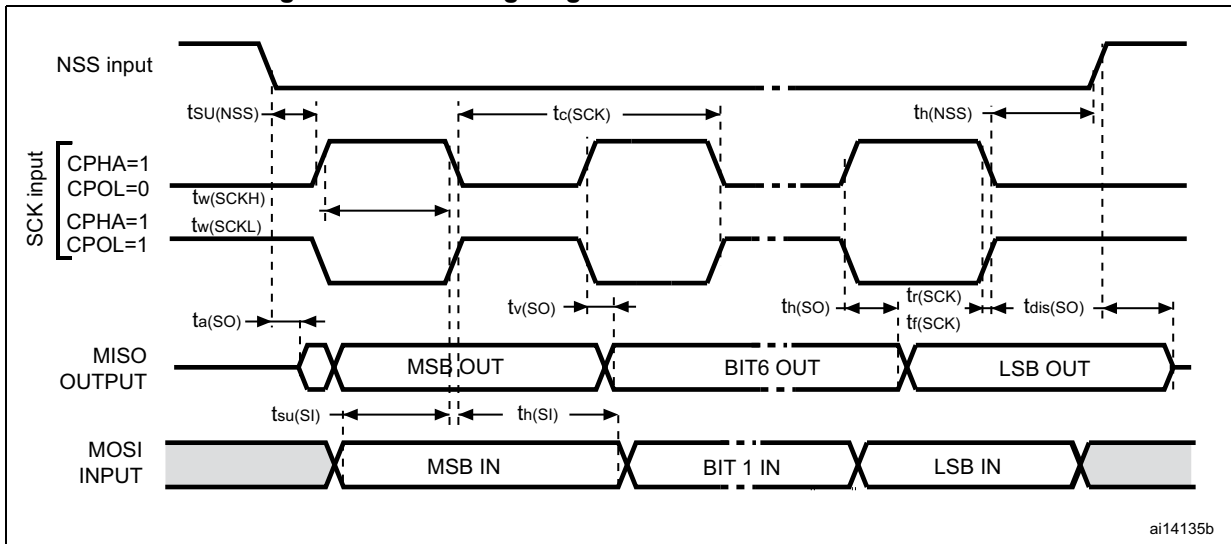 NSS input
tSU(NSS)
tc(SCK)
th(NSS)
SCK input
CPHA=1
CPOL=0
tw(SCKH)
CPHA=1
tw(SCKL)
CPOL=1
ta(SO)
tv(SO)
th(SO)
tr(SCK)
tf(SCK)
tdis(SO)
MISO
OUTPUT
MSB OUT
BIT6 OUT
LSB OUT
tsu(SI)
th(SI)
MOSI
INPUT
MSB IN
BIT 1 IN
LSB IN
ai14135b